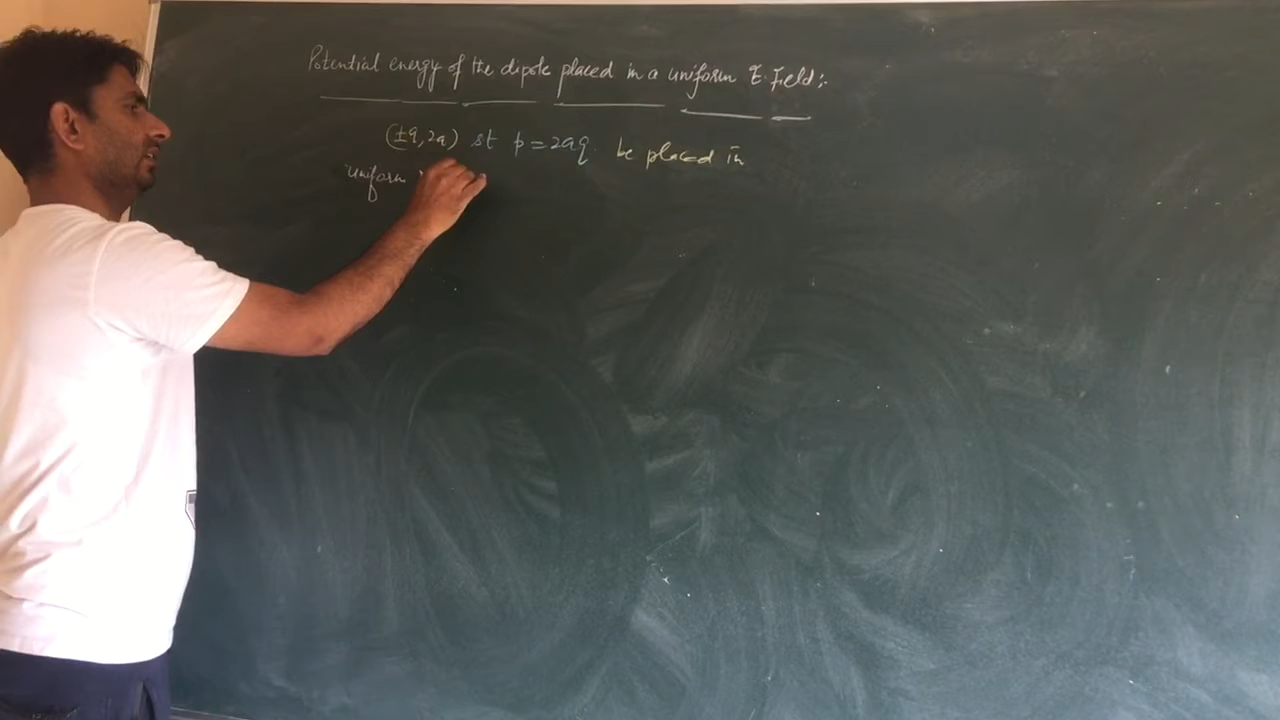 Potential energy of the dipole placed in a uniform E. Field:-
(±q, 2a) st p = 2aq. be placed in
uniform